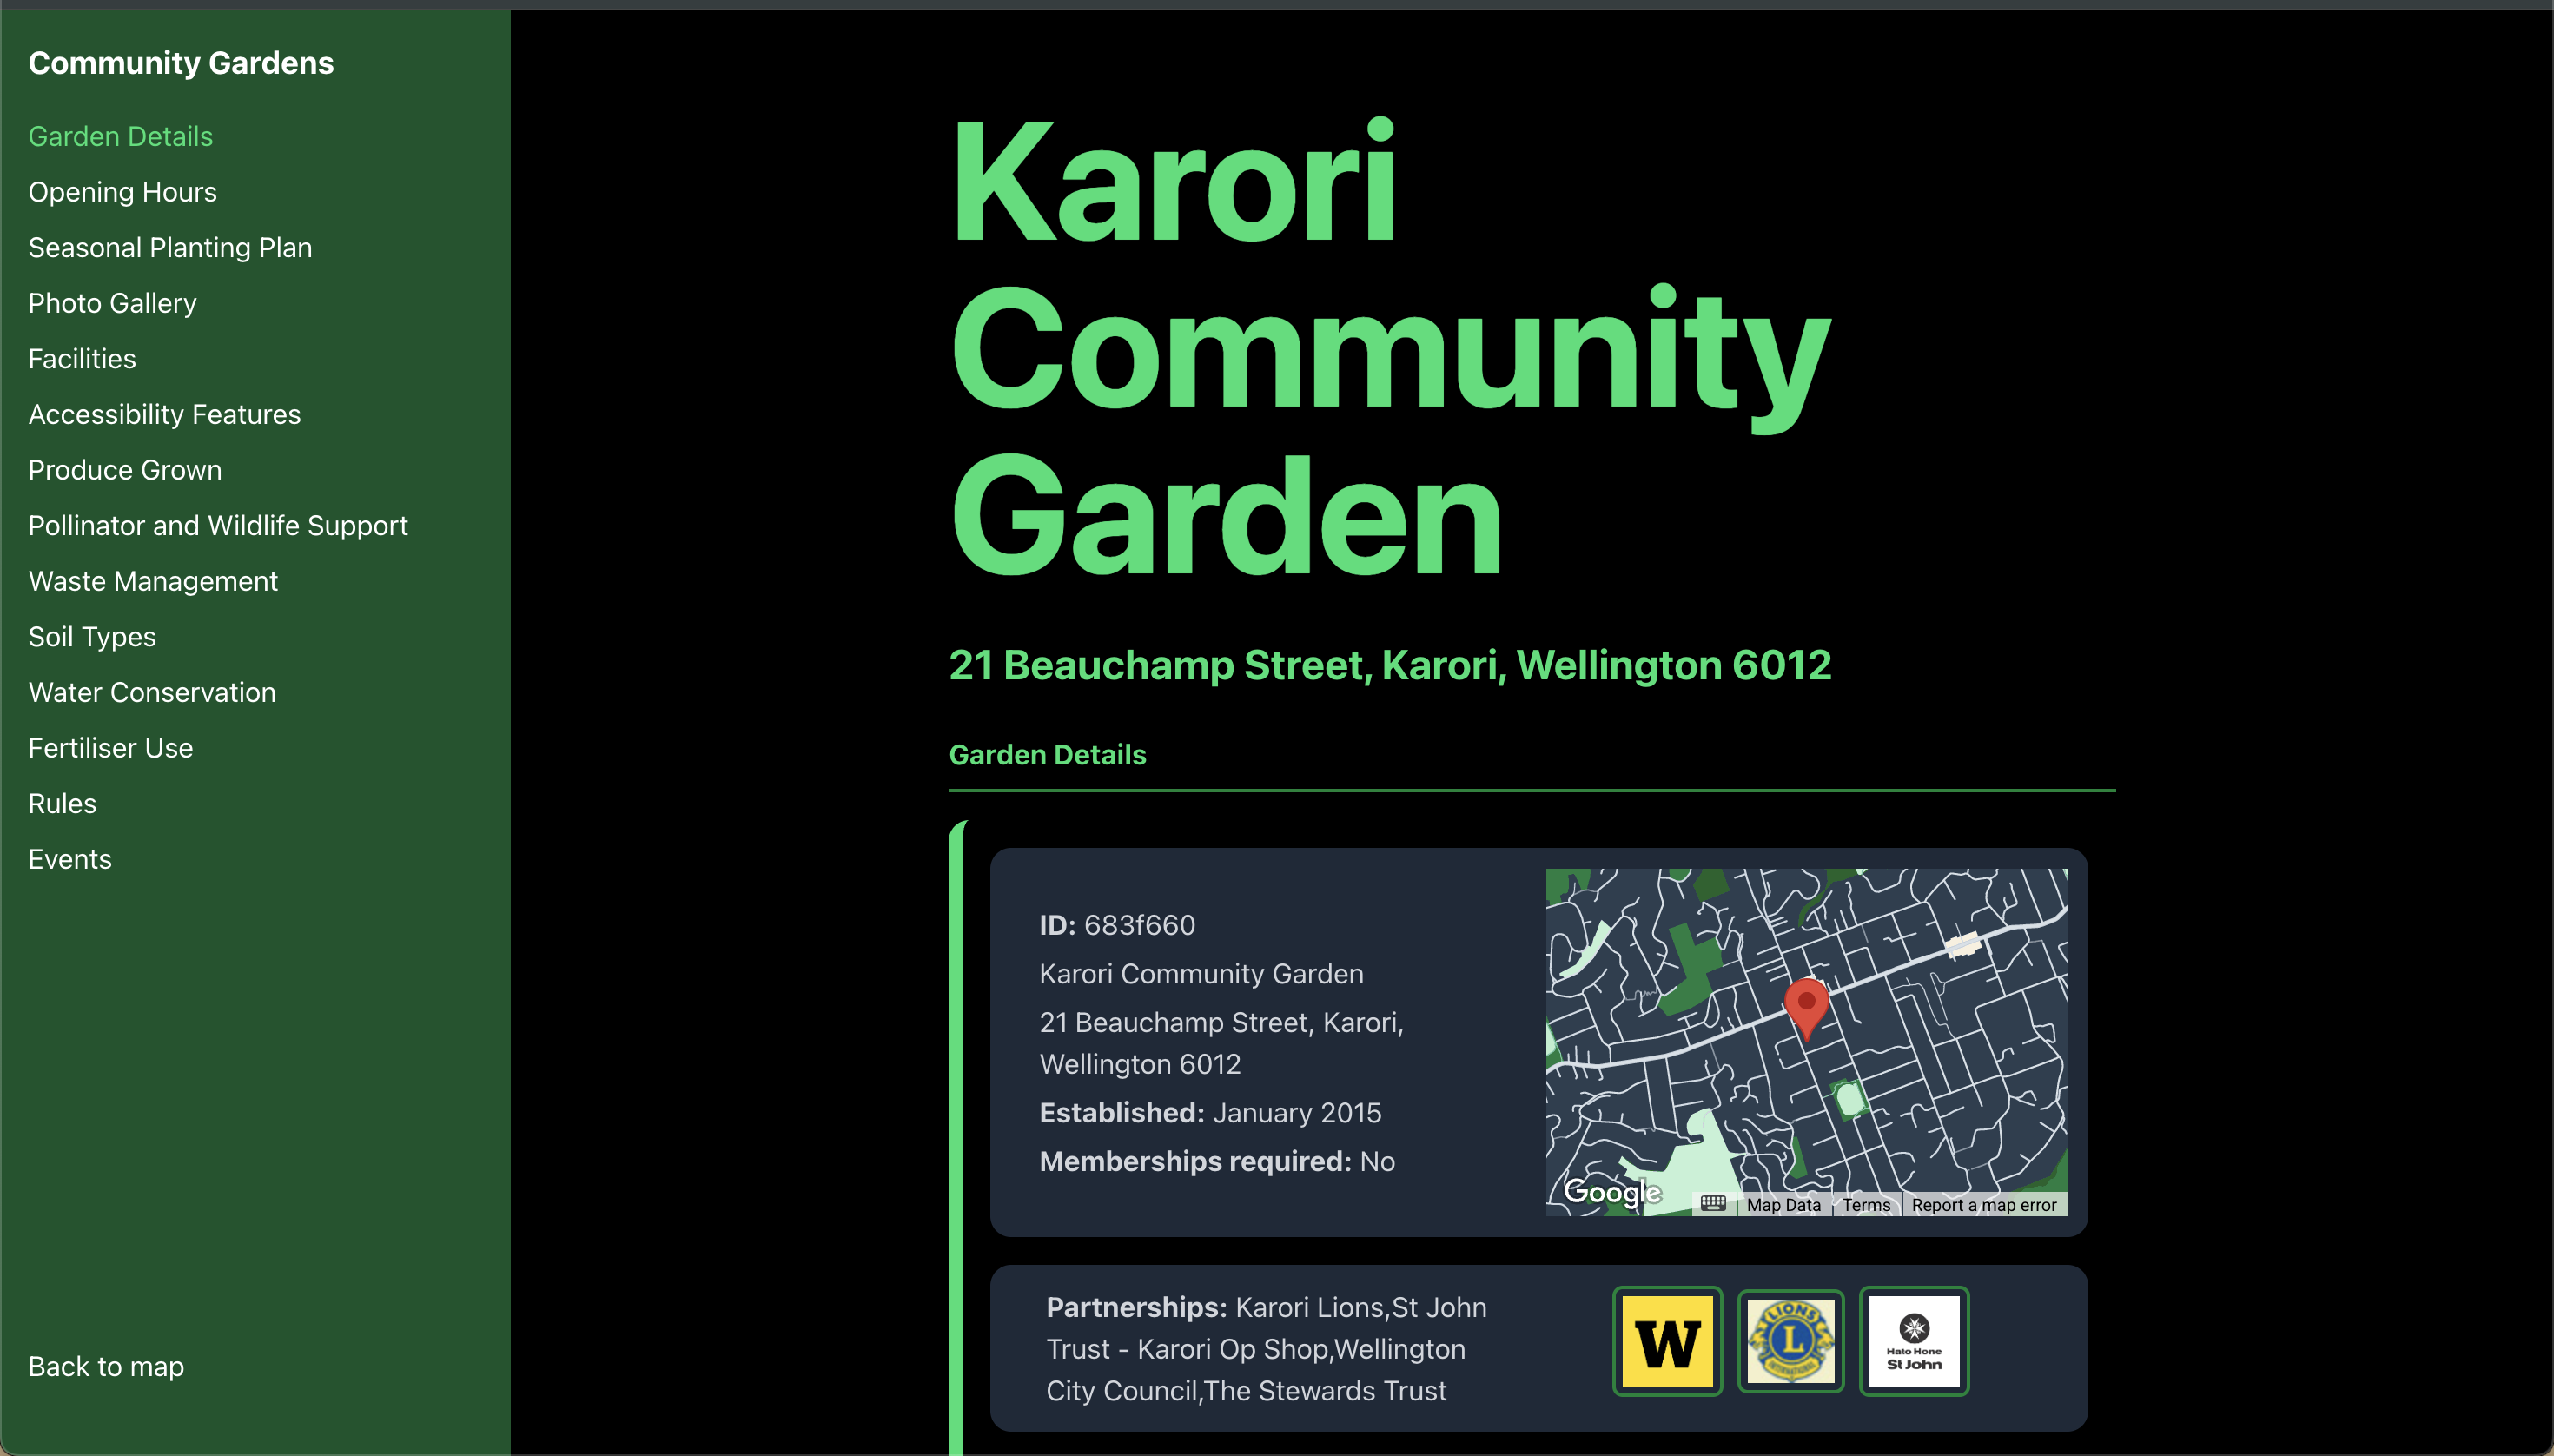 Community Gardens
Garden Details
Opening Hours
Seasonal Planting Plan
Photo Gallery
Facilities
Accessibility Features
Produce Grown
Pollinator and Wildlife Support
Waste Management
Soil Types
Water Conservation
Fertiliser Use
Rules
Events
Back to map
Karori
Community
Garden
21 Beauchamp Street, Karori, Wellington 6012
Garden Details
ID: 683f660
Karori Community Garden
21 Beauchamp Street, Karori,
Wellington 6012
Established: January 2015
Memberships required: No
Google
Map Data
Terms
Report a map error
Partnerships: Karori Lions,St John
Trust - Karori Op Shop,Wellington
City Council,The Stewards Trust
W
LIONS
L
INTERNATIONAL
Hato Hone
St John